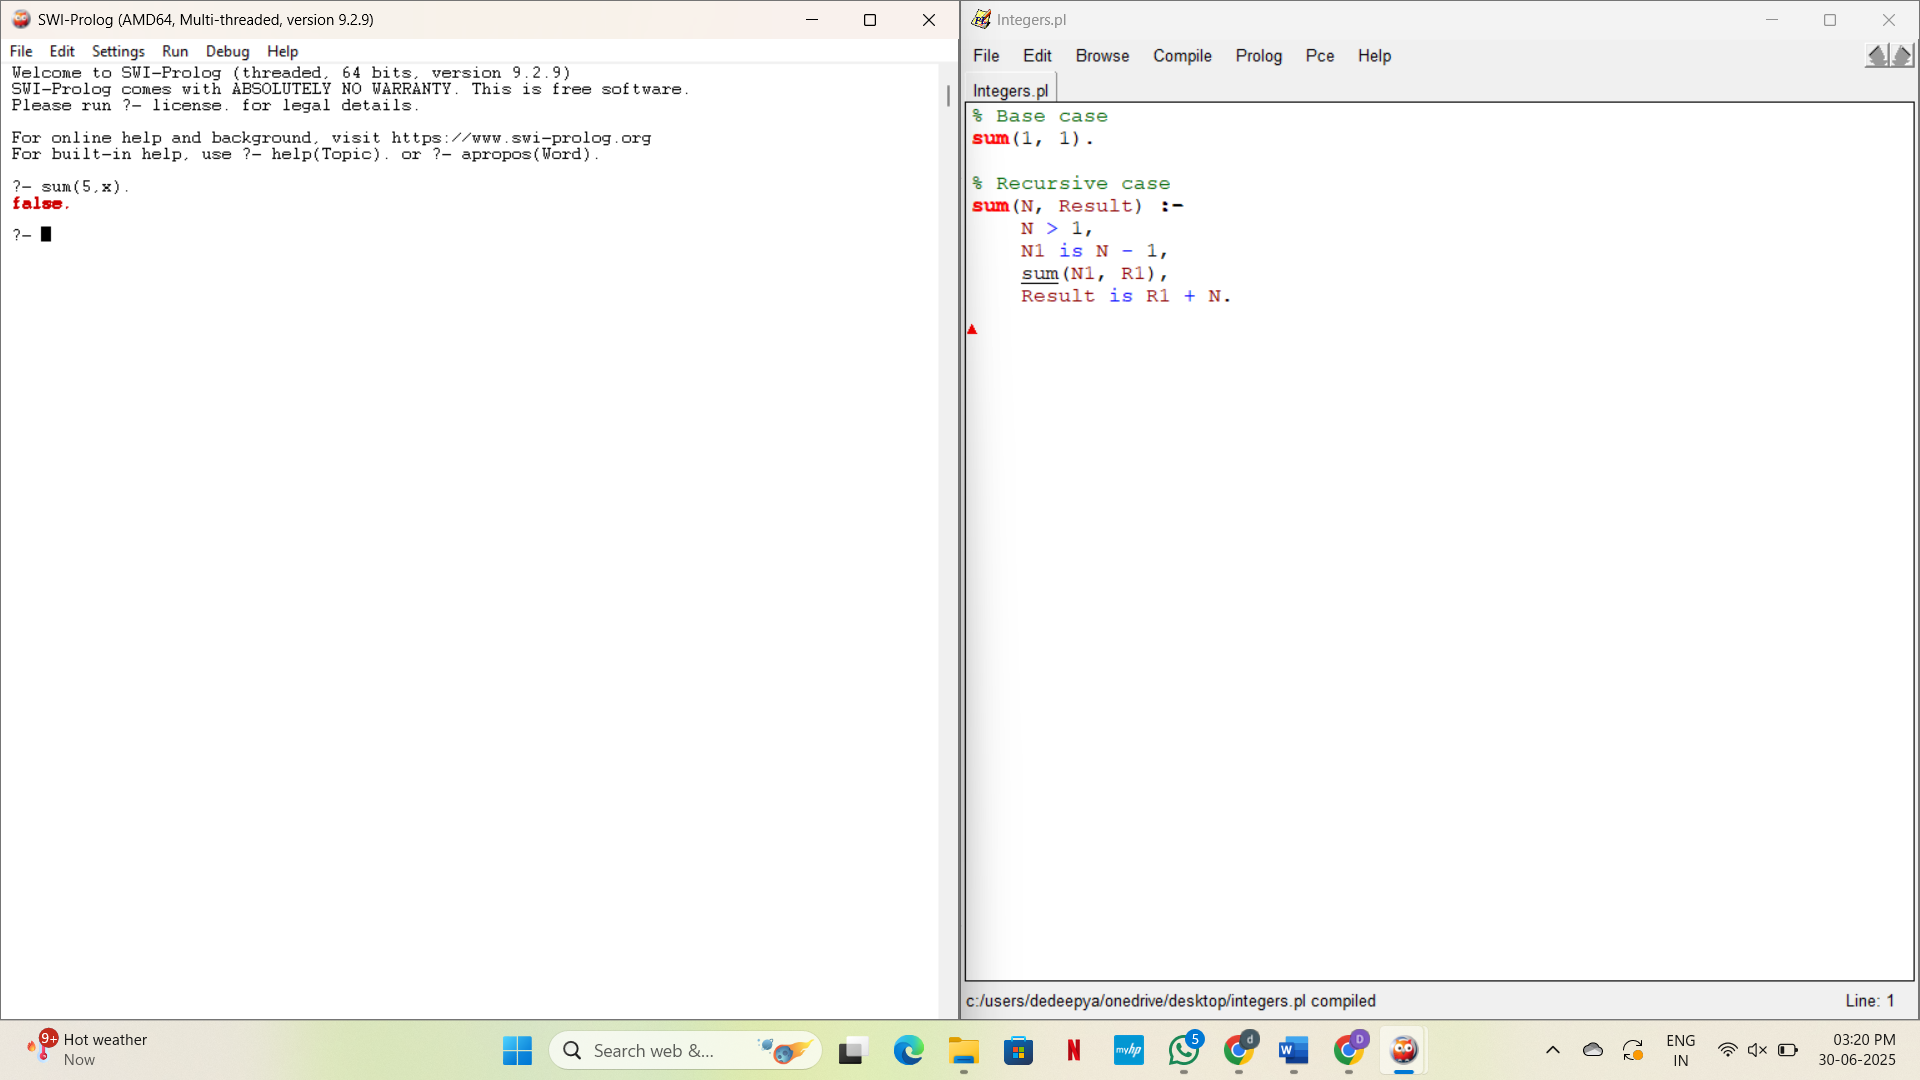 SWI-Prolog (AMD64, Multi-threaded, version 9.2.9)
File Edit Settings Run Debug Help
Welcome to SWI-Prolog (threaded, 64 bits, version 9.2.9)
SWI-Prolog comes with ABSOLUTELY NO WARRANTY. This is free software.
Please run ?- license. for legal details.
For online help and background, visit https://www.swi-prolog.org
For built-in help, use ?- help(Topic). or ?- apropos(Word).
?- sum(5,x).
false.
?-
Integers.pl
File Edit Browse Compile Prolog Pce Help
Integers.pl
% Base case
sum(1, 1).
% Recursive case
sum(N, Result) :-
N > 1,
N1 is N - 1,
sum(N1, R1),
Result is R1 + N.
c:/users/dedeepya/onedrive/desktop/integers.pl compiled
Line: 1
9+
Hot weather
Now
Search web &...
N
myhp
5
d
W
D
ENG
IN
03:20 PM
30-06-2025